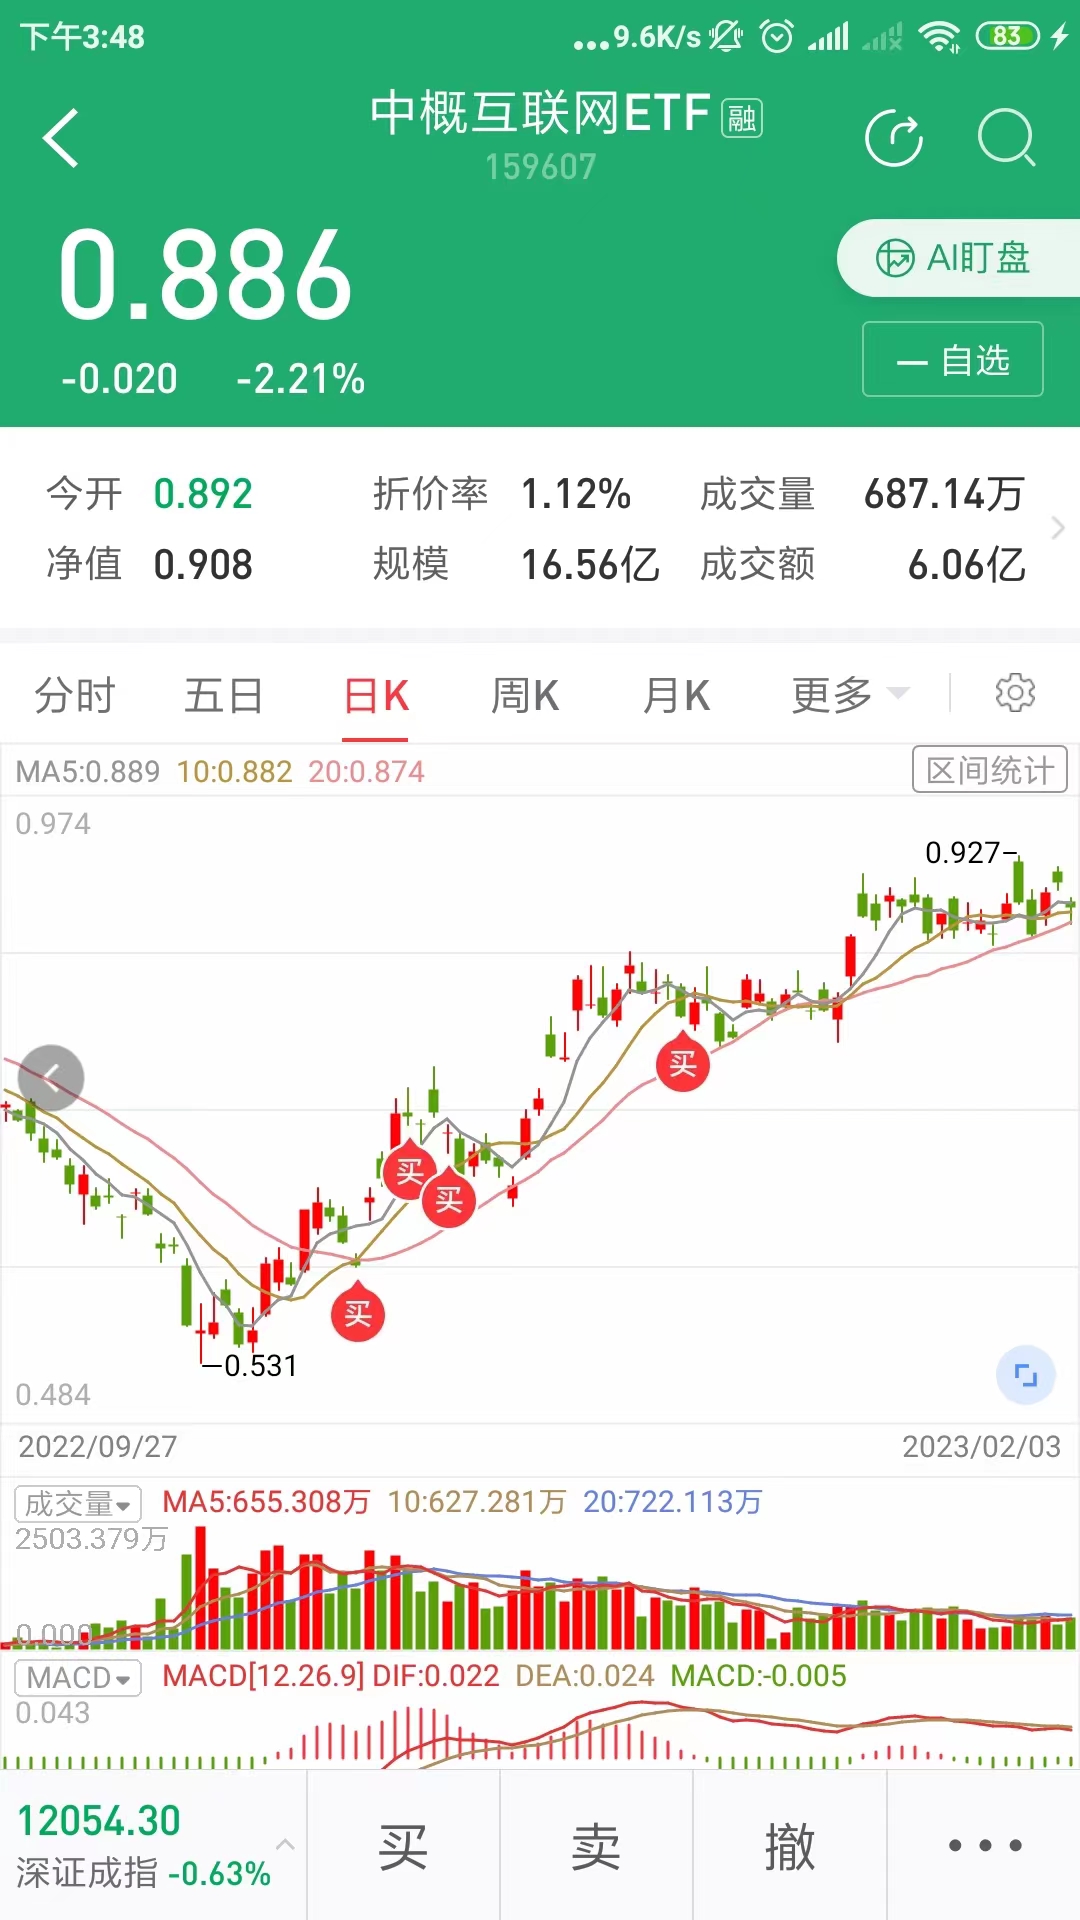 下午3:48
...9.6K/s
83
中概互联网ETF 融
159607
0.886
AI盯盘
-0.020 -2.21%
自选
今开 0.892 折价率 1.12% 成交量 687.14万
净值 0.908 规模 16.56亿 成交额 6.06亿
分时 五日 日K 周K 月K 更多
MA5:0.889 10:0.882 20:0.874 区间统计
0.974
0.927
买
买
买
买
0.531
0.484
2022/09/27 2023/02/03
成交量 MA5:655.308万 10:627.281万 20:722.113万
2503.379万
0.000
MACD MACD[12.26.9] DIF:0.022 DEA:0.024 MACD:-0.005
0.043
12054.30
深证成指 -0.63%
买 卖 撤